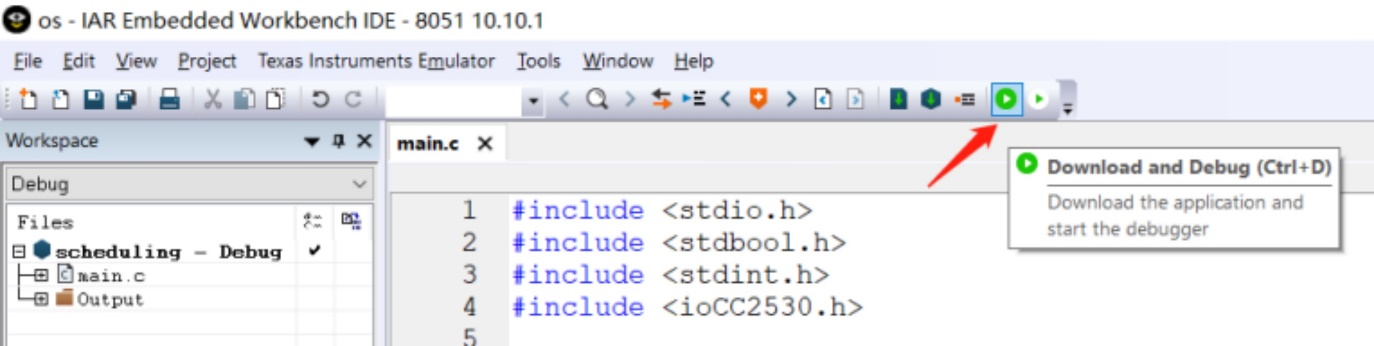 os - IAR Embedded Workbench IDE - 8051 10.10.1
File Edit View Project Texas Instruments Emulator Tools Window Help
Workspace
main.c
Debug
Files
scheduling - Debug
main.c
Output
1 #include <stdio.h>
2 #include <stdbool.h>
3 #include <stdint.h>
4 #include <ioCC2530.h>
5
Download and Debug (Ctrl+D)
Download the application and
start the debugger